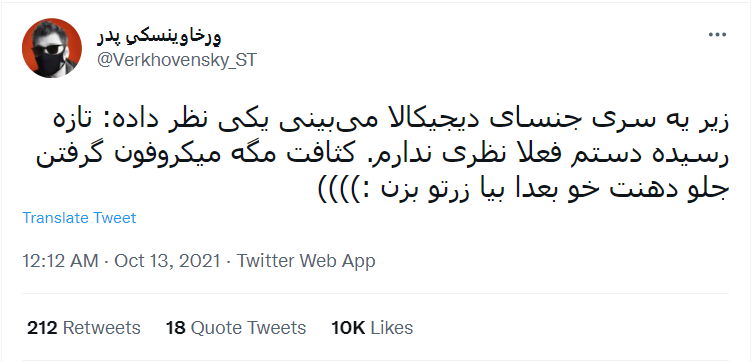 ورخاوینسکیِ پدر
@Verkhovensky_ST
زیر یه سری جنسای دیجیکالا می‌بینی یکی نظر داده: تازه
رسیده دستم فعلا نظری ندارم. کثافت مگه میکروفون گرفتن
جلو دهنت خو بعدا بیا زرتو بزن :))))
Translate Tweet
12:12 AM · Oct 13, 2021 · Twitter Web App
212 Retweets 18 Quote Tweets 10K Likes